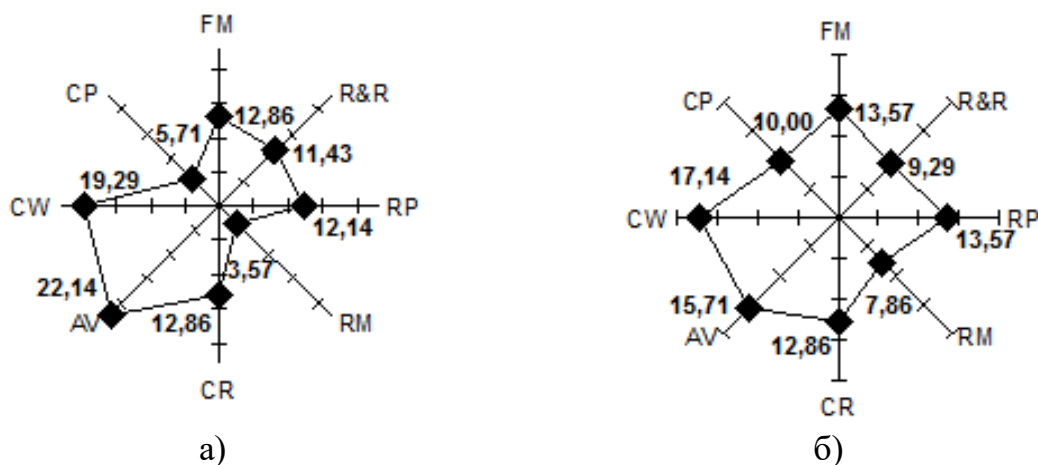 FM
CP
R&R
5,71
12,86
11,43
19,29
CW
RP
12,14
3,57
22,14
AV
12,86
RM
CR
а)
FM
CP
R&R
10,00
13,57
9,29
17,14
CW
RP
13,57
7,86
15,71
AV
12,86
RM
CR
б)